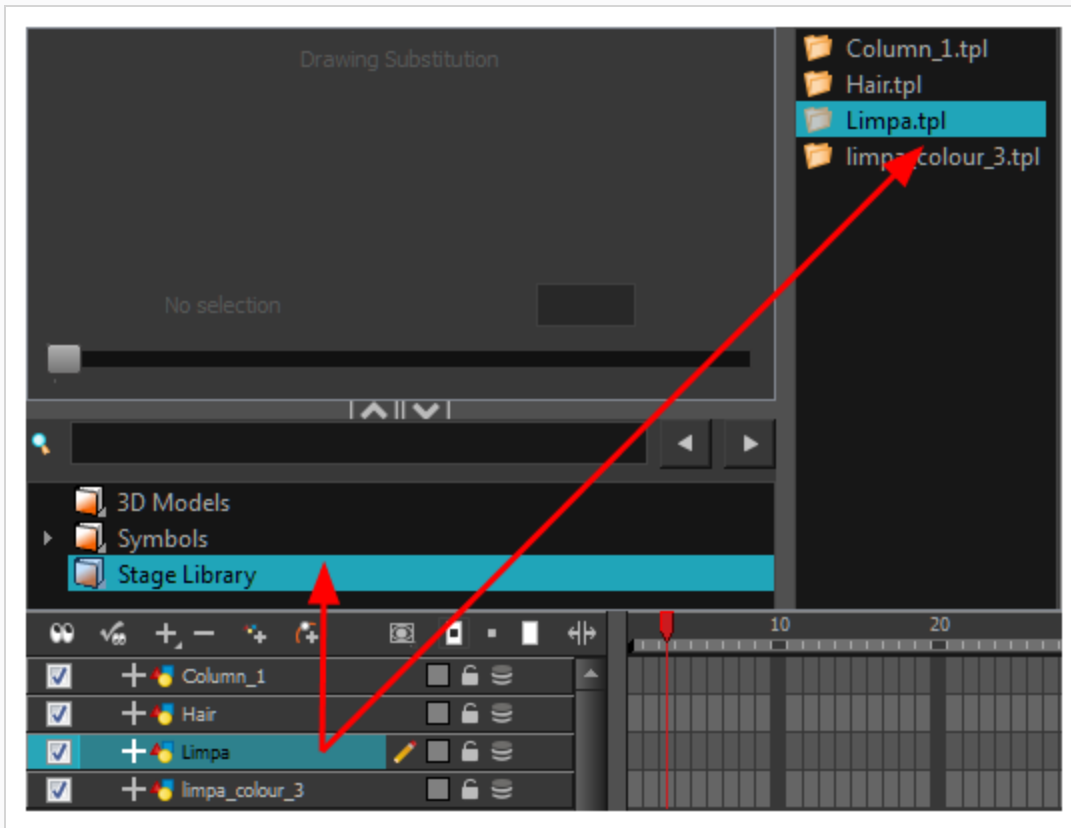 Drawing Substitution
No selection
Column_1.tpl
Hair.tpl
Limpa.tpl
limpa_colour_3.tpl
3D Models
Symbols
Stage Library
10 20
Column_1
Hair
Limpa
limpa_colour_3